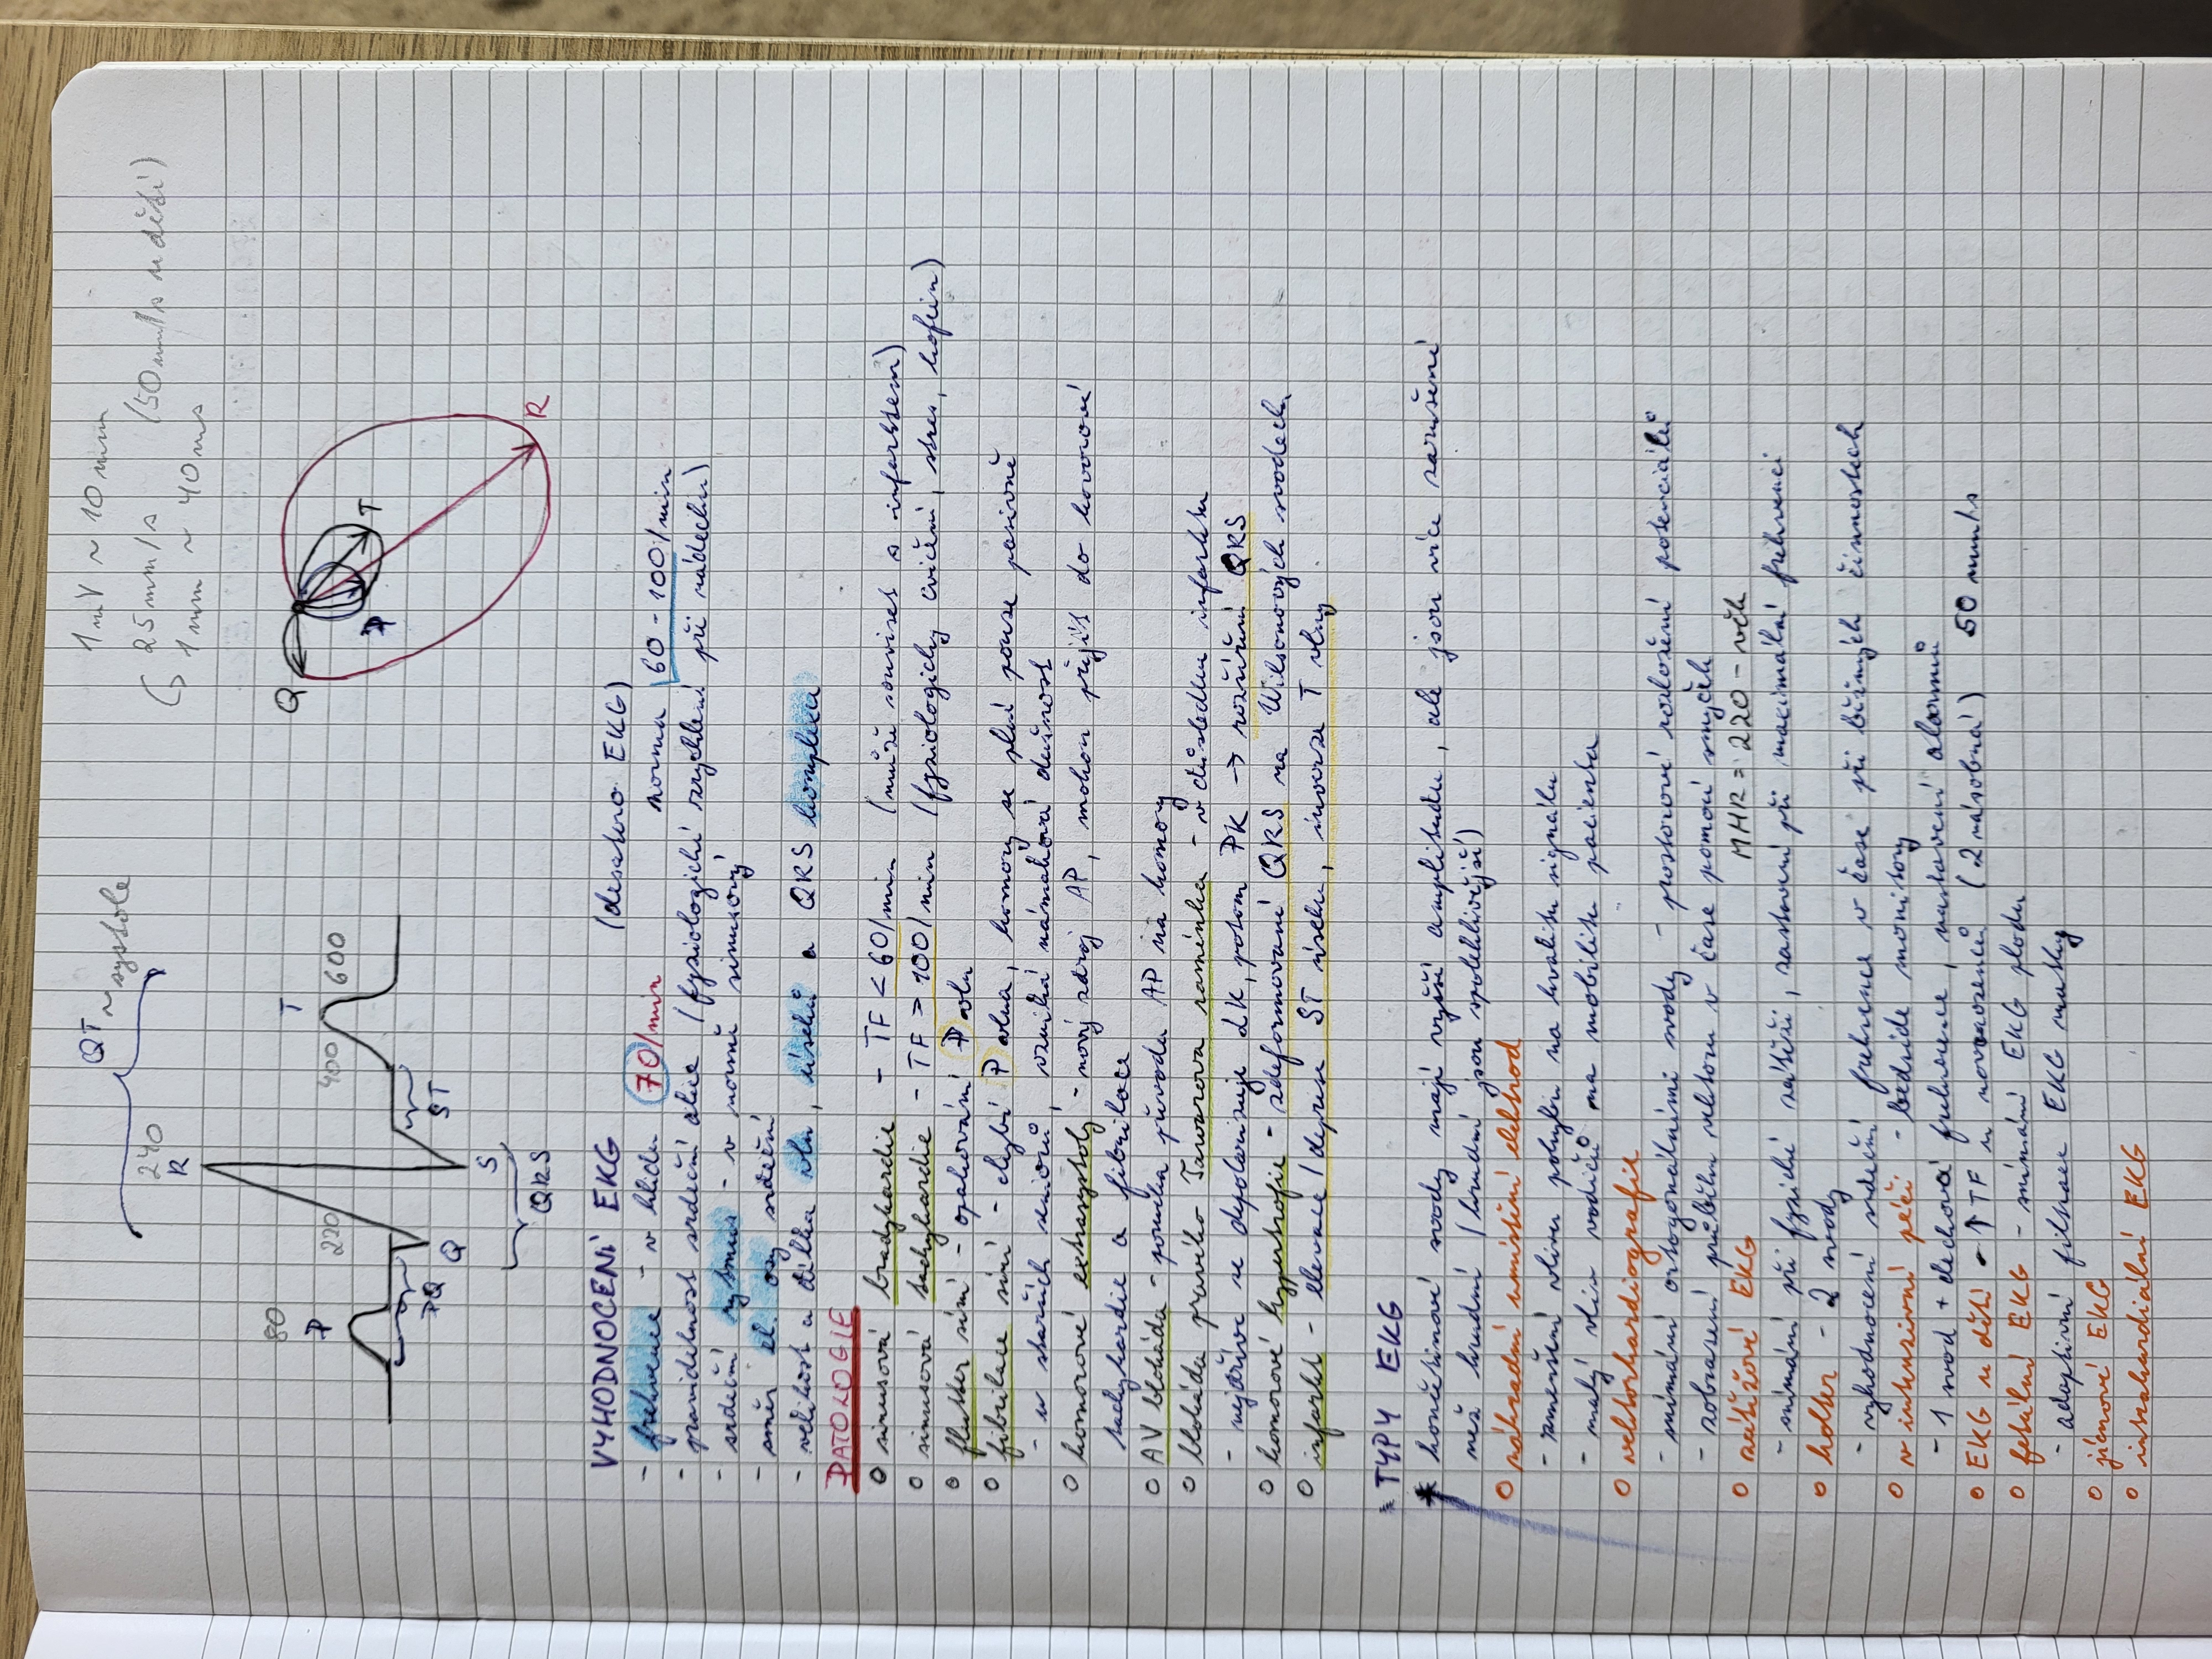 QT ~ systole
1 mV ~ 10 mm
25 mm/s (50 mm/s u dětí)
1 mm ~ 40 ms
240
R
80
P
220
400
T
600
PQ
Q
ST
S
QRS
Q
P
T
R
VYHODNOCENÍ EKG (desatero EKG)
- frekvence - v klidu 70/min norma 60 - 100/min
- pravidelnost srdeční akce (fyziologické zrychlení při nádechu)
- srdeční rytmus - v normě sinusový
- směr el. osy srdeční
- velikost a délka vln, úseků a QRS komplexu
PATOLOGIE
○ sinusová bradykardie - TF < 60/min (může souviset s infarktem)
○ sinusová tachykardie - TF > 100/min (fyziologicky cvičení, stres, kofein)
○ flutter síní - opakování P vln
○ fibrilace síní - chybí P vlna, komory se plní pouze pasivně
- u starších seniorů, vzniká námahová dušnost
○ komorové extrasystoly - nový zdroj AP, mohou přejít do kovorové
tachykardie a fibrilace
○ AV blokáda - porucha převodu AP na komory
○ blokáda pravého Tawarova raménka - v důsledku infarktu
- nejdříve se depolarizuje LK, potom PK → rozšíření QRS
○ komorové hypertrofie - zdeformované QRS na Wilsonových svodech
○ infarkt - elevace / deprese ST úseku, inverze T vlny
TYPY EKG
* končetinové svody mají vyšší amplitudu, ale jsou více zarušené
než hrudní (hrudní jsou spolehlivější)
○ náhradní umístění elektrod
- zmenšení vlivu pohybu na kvalitu signálu
- malý vliv vodičů na mobilitu pacienta
○ vektorkardiografie
- snímání ortogonálními svody - prostorové rozložení potenciálů
- zobrazení průběhu vektoru v čase pomocí smyček
○ zátěžové EKG MHR = 220 - věk
- snímání při fyzické zátěži, zastavení při maximální frekvenci
○ holter - 2 svody
- vyhodnocení srdeční frekvence v čase při běžných činnostech
○ v intenzivní péči - bedside monitory
- 1 svod + dechová frekvence, nastavení alarmů
○ EKG u dětí - ↑ TF u novorozenců (2 násobná) 50 mm/s
○ fetální EKG - snímání EKG plodu
- adaptivní filtrace EKG matky
○ jícnové EKG
○ intrakardiální EKG